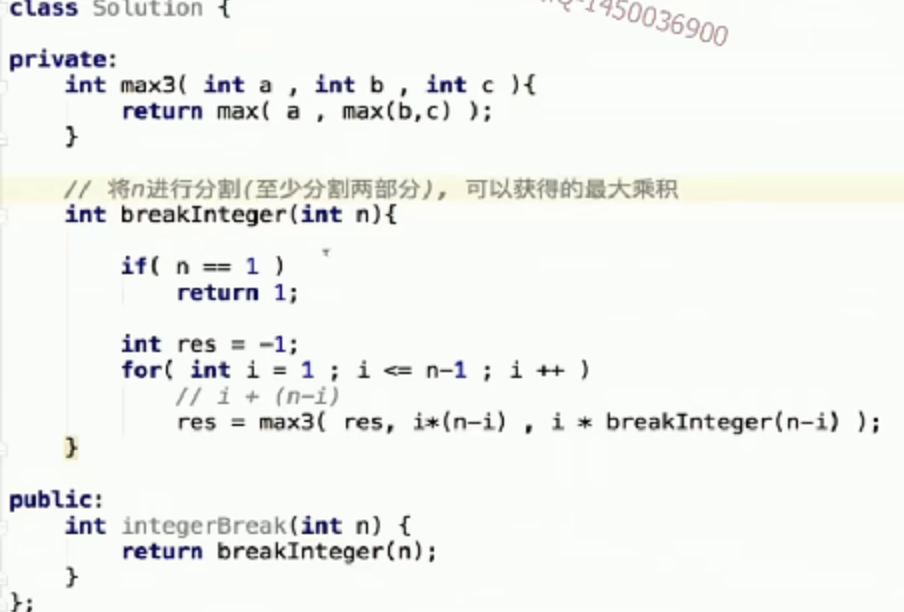 class Solution {
-1450036900
private:
    int max3( int a , int b , int c ){
        return max( a , max(b,c) );
    }
    // 将n进行分割(至少分割两部分), 可以获得的最大乘积
    int breakInteger(int n){
        if( n == 1 )
            return 1;
        int res = -1;
        for( int i = 1 ; i <= n-1 ; i ++ )
            // i + (n-i)
            res = max3( res, i*(n-i) , i * breakInteger(n-i) );
    }
public:
    int integerBreak(int n) {
        return breakInteger(n);
    }
};